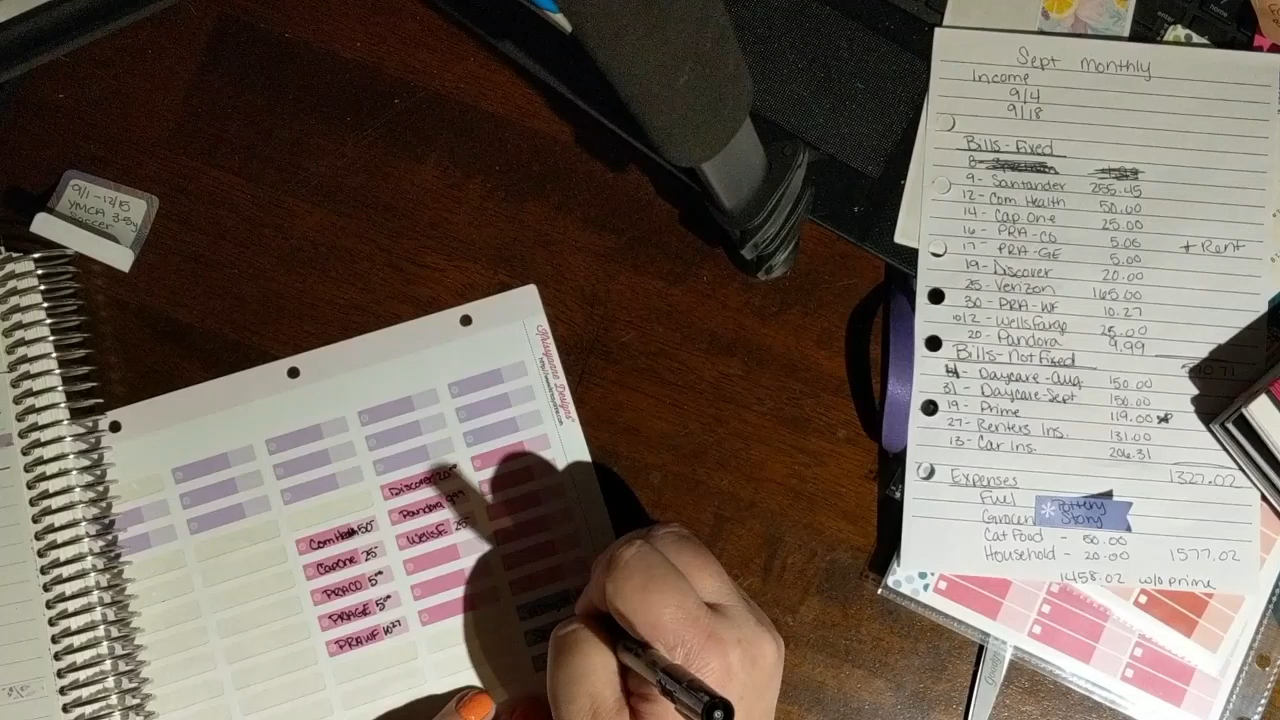 Sept monthly
Income
9/4
9/18
Bills - Fixed
8-
9- Santander 255.45
12- Com. Health 50.00
14- Cap. One 25.00
16- PRA-CO 5.00
17- PRA-GE 5.00 + Rent
19- Discover 20.00
25- Verizon 165.00
30- PRA-WF 10.27
10/2- Wells Fargo 25.00
20- Pandora 9.99
Bills - Not Fixed
Daycare-Aug 150.00
31- Daycare-Sept 150.00
19- Prime 119.00
27- Renters Ins. 131.00
13- Car Ins. 206.31
Expenses 1327.02
Fuel
Grocery
Pottery
Story
Cat Food - 50.00
Household - 20.00 1577.02
1458.02 w/o prime
9/1-12/15
YMCA 3-5y
Soccer
Krissyanne Designs
Discover 20
Pandora 9.99
WellsF 25
Com Health 50
CapOne 25
PRACO 5
PRAGE 5
PRAWF 10.27
enter
home